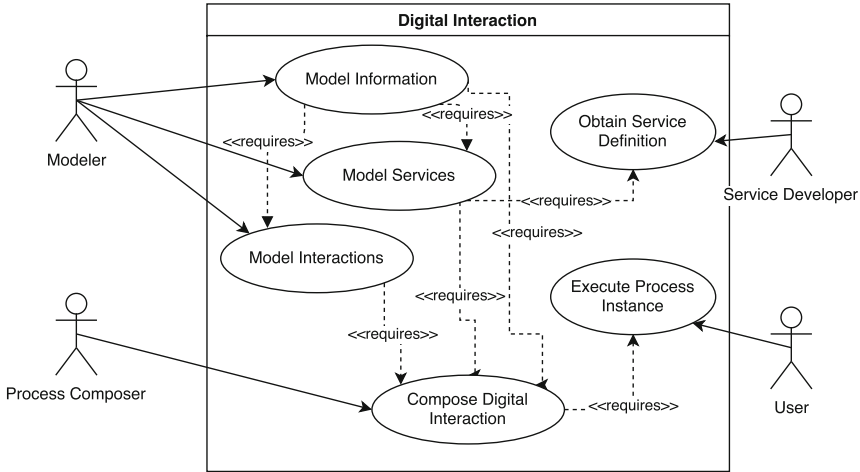 Digital Interaction
Model Information
<<requires>>
<<requires>>
Obtain Service
Definition
Modeler
Model Services
Service Developer
<<requires>>
<<requires>>
Model Interactions
Execute Process
Instance
<<requires>>
<<requires>>
Process Composer
Compose Digital
Interaction
<<requires>>
User